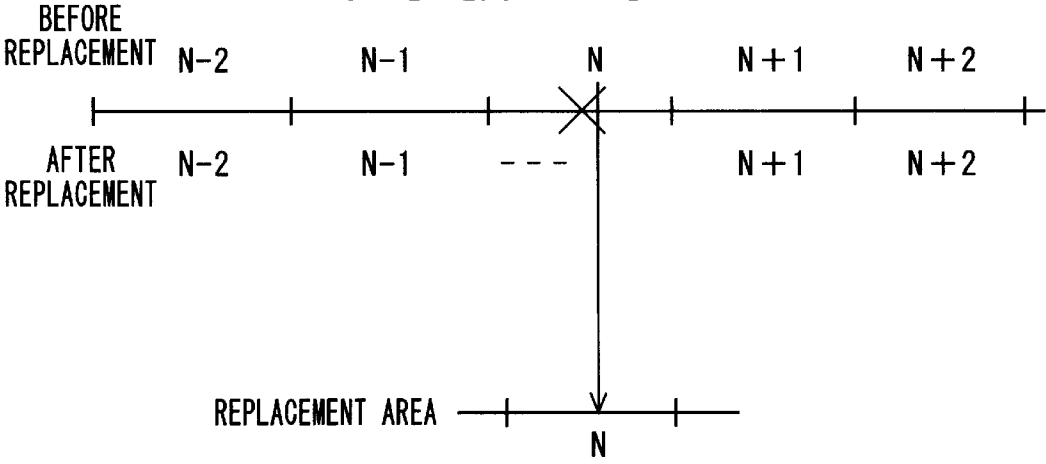 BEFORE
REPLACEMENT N-2 N-1 N N+1 N+2
AFTER
REPLACEMENT N-2 N-1 --- N+1 N+2
REPLACEMENT AREA
N